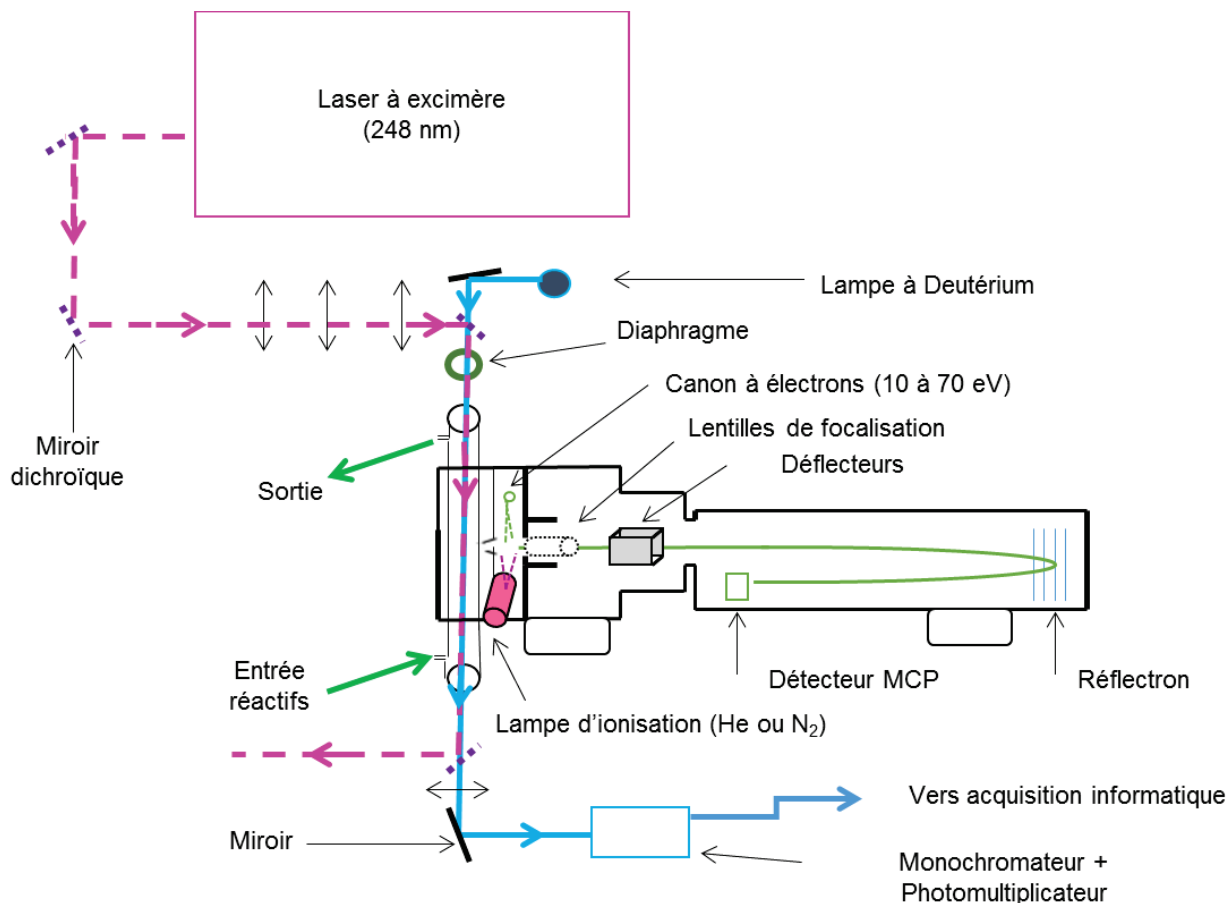 Laser à excimère
(248 nm)
Lampe à Deutérium
Diaphragme
Canon à électrons (10 à 70 eV)
Lentilles de focalisation
Déflecteurs
Miroir
dichroïque
Sortie
Entrée
réactifs
Détecteur MCP
Réflectron
Lampe d’ionisation (He ou N₂)
Vers acquisition informatique
Miroir
Monochromateur +
Photomultiplicateur